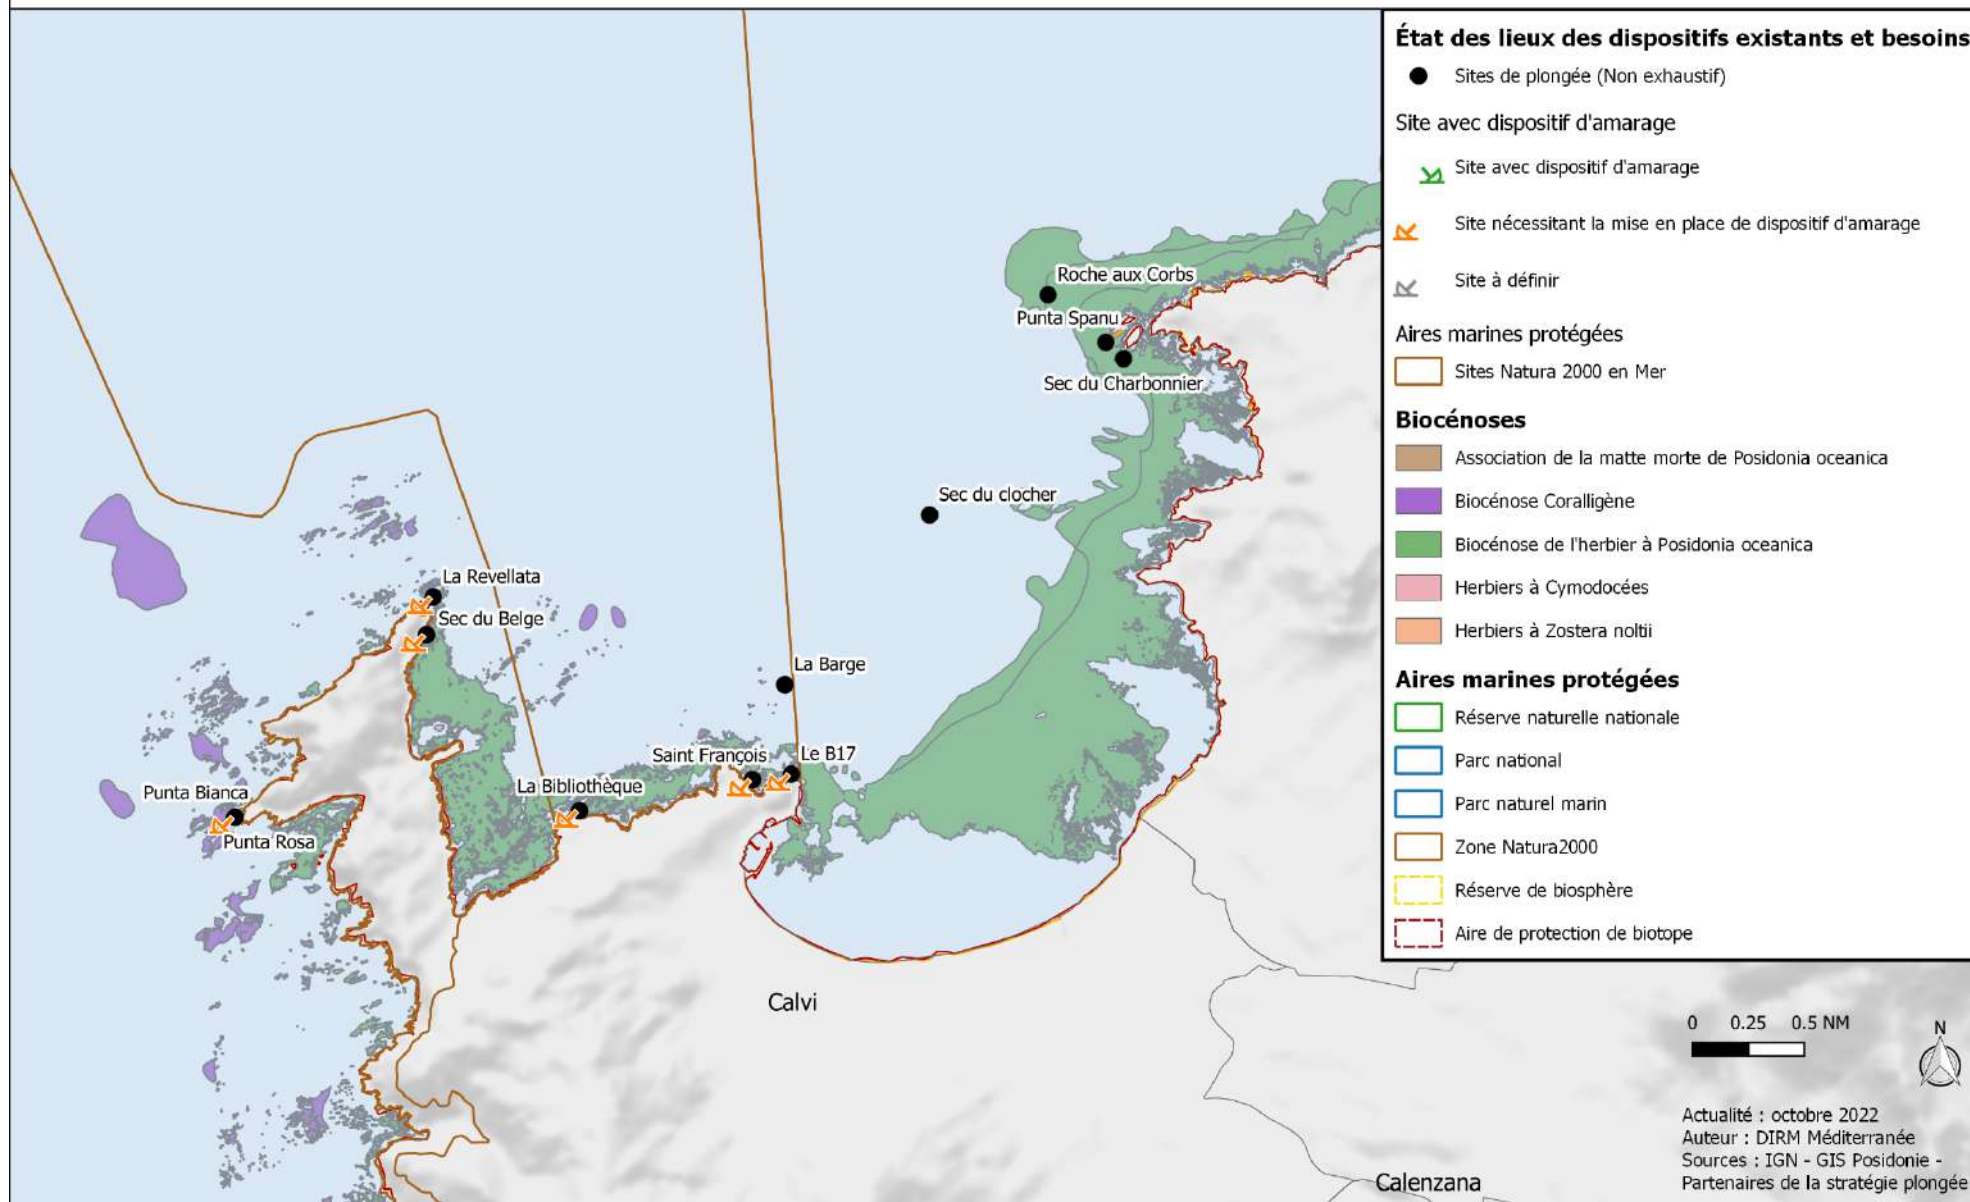 Roche aux Corbs
Punta Spanu
Sec du Charbonnier
Sec du clocher
La Revellata
Sec du Belge
La Barge
Saint François
Le B17
La Bibliothèque
Punta Bianca
Punta Rosa
Calvi
Calenzana
État des lieux des dispositifs existants et besoins
Sites de plongée (Non exhaustif)
Site avec dispositif d'amarage
Site avec dispositif d'amarage
Site nécessitant la mise en place de dispositif d'amarage
Site à définir
Aires marines protégées
Sites Natura 2000 en Mer
Biocénoses
Association de la matte morte de Posidonia oceanica
Biocénose Coralligène
Biocénose de l'herbier à Posidonia oceanica
Herbiers à Cymodocées
Herbiers à Zostera noltii
Aires marines protégées
Réserve naturelle nationale
Parc national
Parc naturel marin
Zone Natura2000
Réserve de biosphère
Aire de protection de biotope
0 0.25 0.5 NM
N
Actualité : octobre 2022
Auteur : DIRM Méditerranée
Sources : IGN - GIS Posidonie -
Partenaires de la stratégie plongée